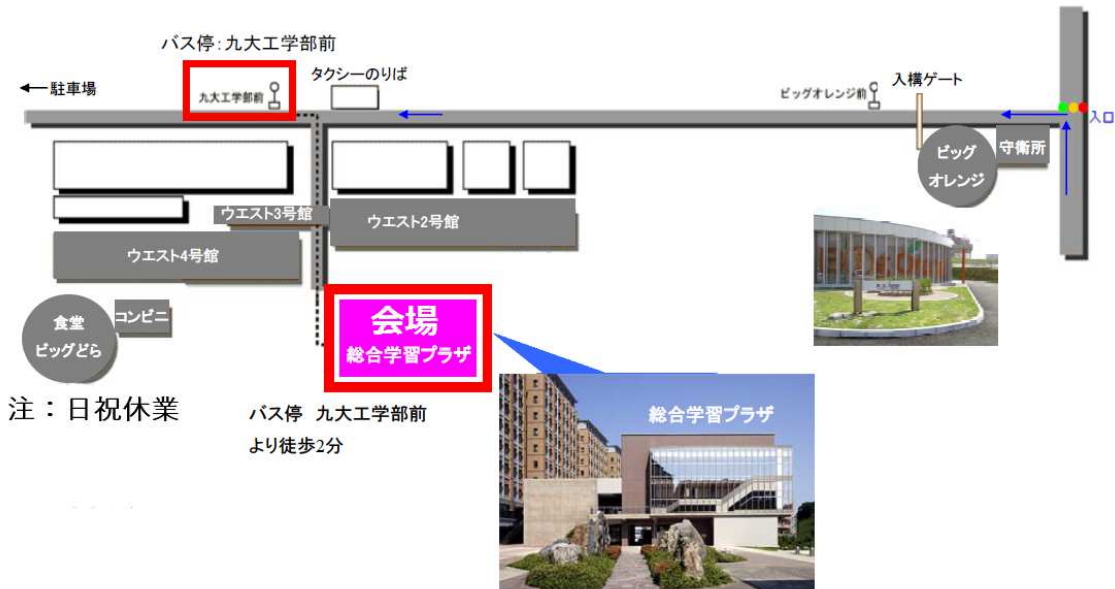 バス停:九大工学部前
←駐車場
九大工学部前
タクシーのりば
ビッグオレンジ前
入構ゲート
入口
ビッグ
オレンジ
守衛所
ウエスト3号館
ウエスト2号館
ウエスト4号館
食堂
ビッグどら
コンビニ
会場
総合学習プラザ
注：日祝休業
バス停 九大工学部前
より徒歩2分
総合学習プラザ